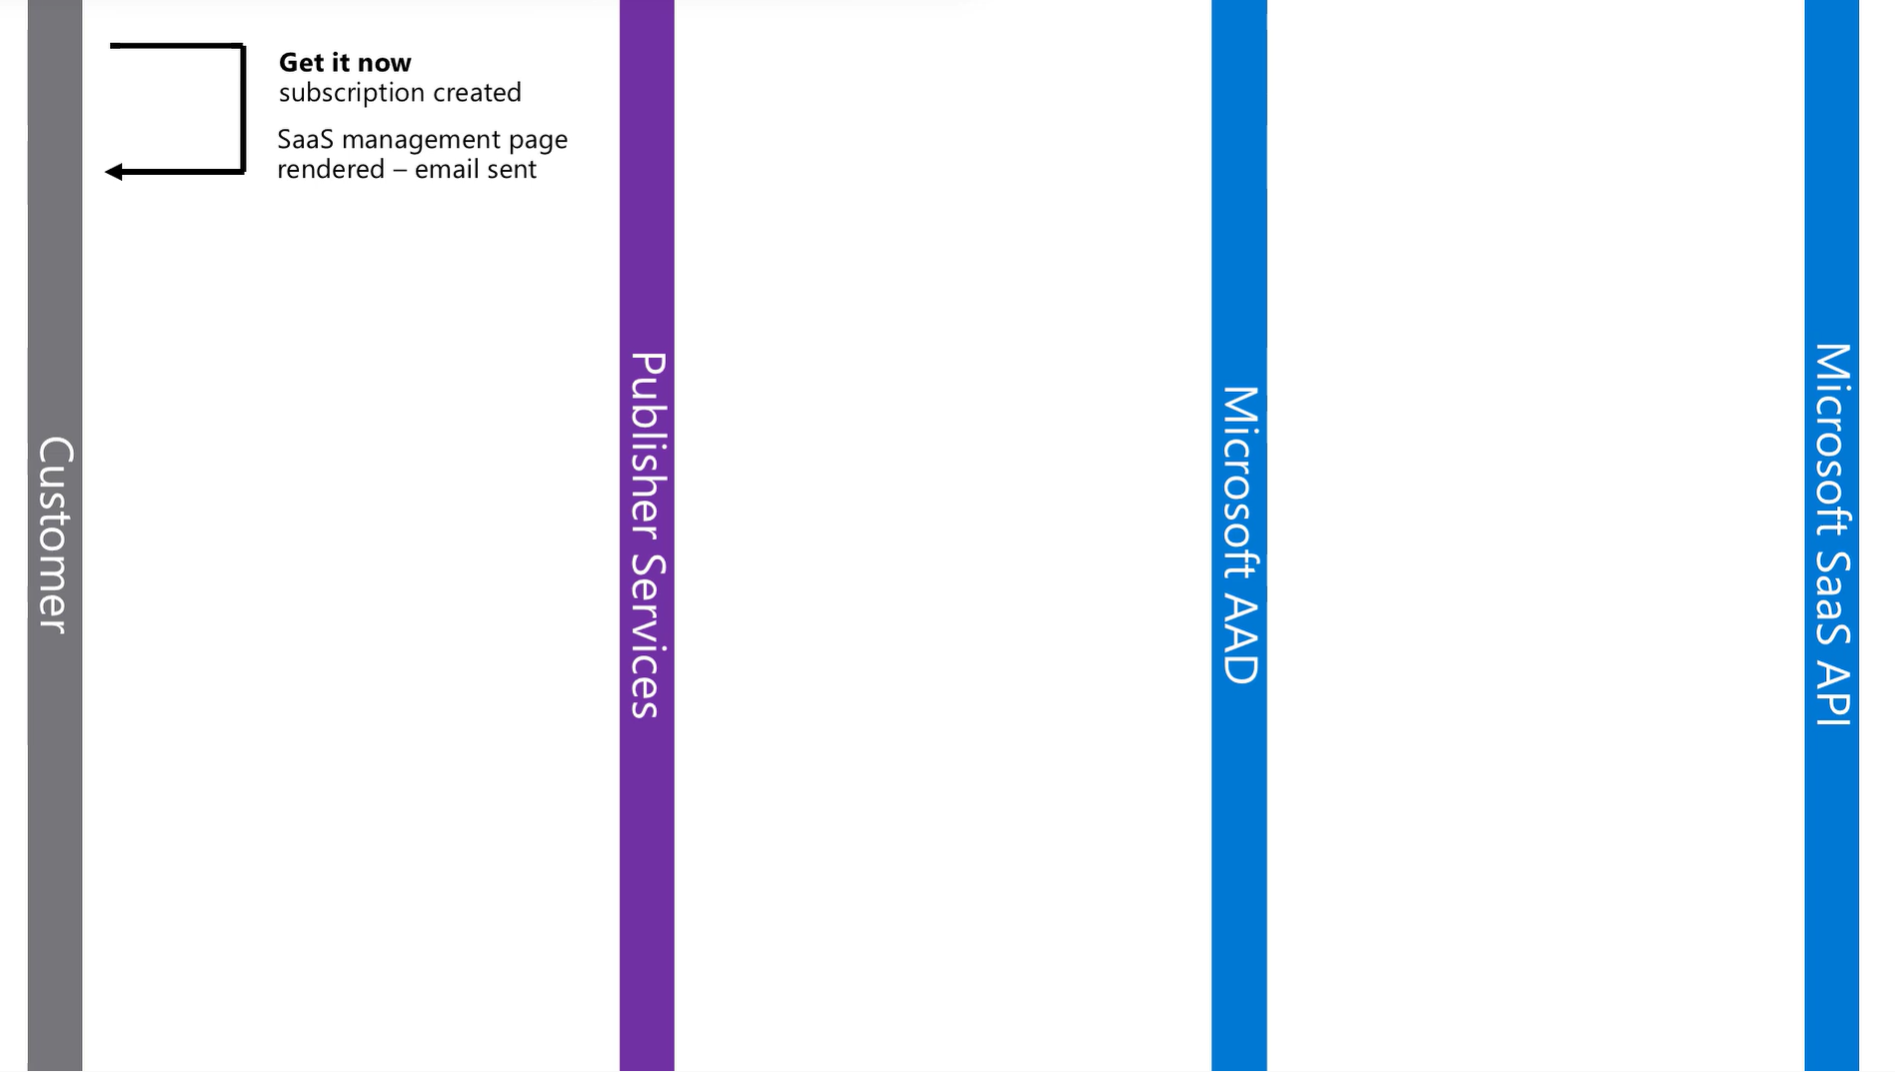 Get it now
subscription created
SaaS management page
rendered – email sent
Customer
Publisher Services
Microsoft AAD
Microsoft SaaS API